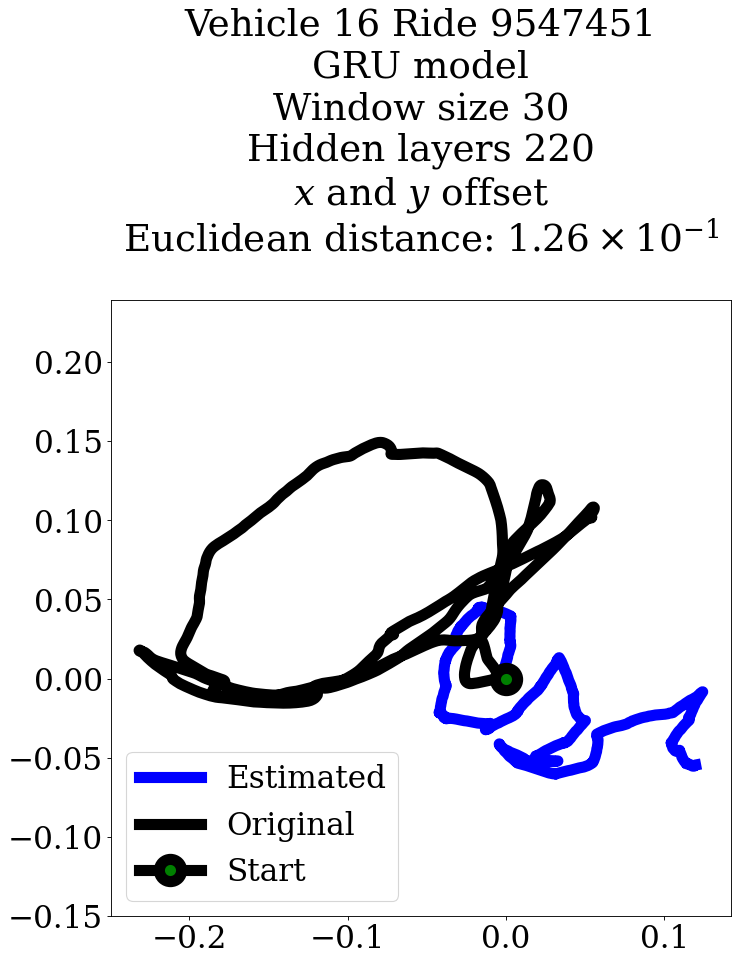 Vehicle 16 Ride 9547451
GRU model
Window size 30
Hidden layers 220
x and y offset
Euclidean distance: 1.26 × 10⁻¹
0.20
0.15
0.10
0.05
0.00
−0.05
−0.10
−0.15
Estimated
Original
Start
−0.2
−0.1
0.0
0.1